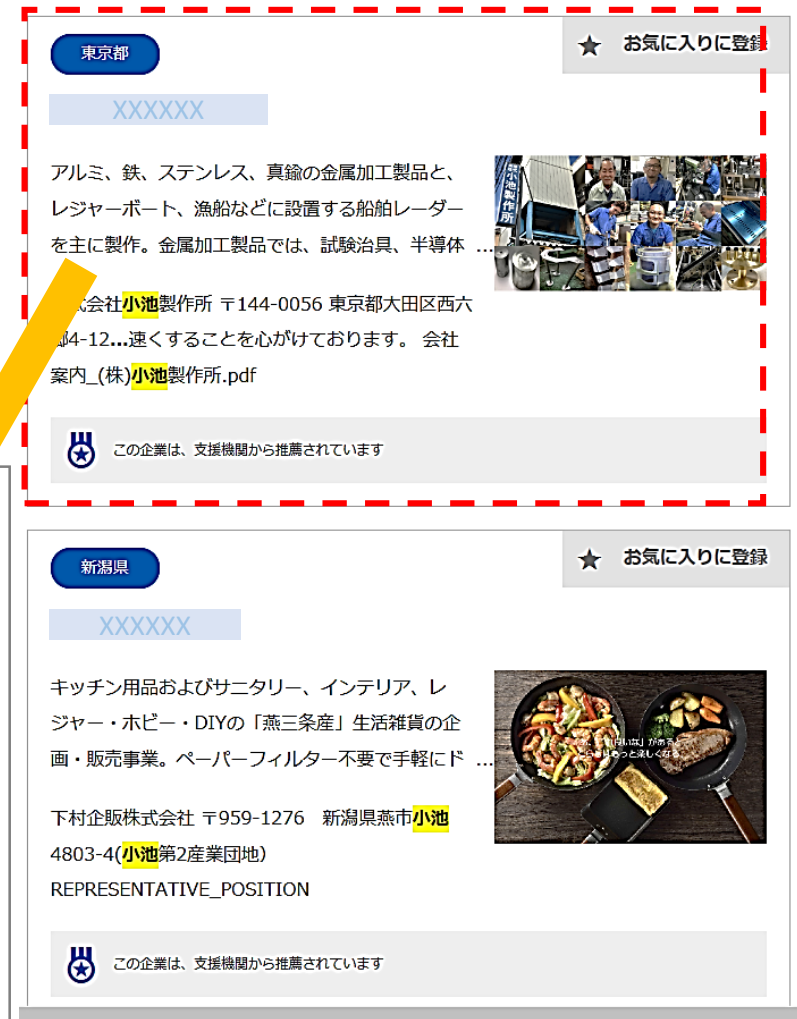 東京都
★ お気に入りに登録
XXXXXX
アルミ、鉄、ステンレス、真鍮の金属加工製品と、
レジャーボート、漁船などに設置する船舶レーダー
を主に製作。金属加工製品では、試験治具、半導体 ...
会社小池製作所 〒144-0056 東京都大田区西六
郷4-12...速くすることを心がけております。 会社
案内_(株)小池製作所.pdf
小池製作所
この企業は、支援機関から推薦されています
新潟県
★ お気に入りに登録
XXXXXX
キッチン用品およびサニタリー、インテリア、レ
ジャー・ホビー・DIYの「燕三条産」生活雑貨の企
画・販売事業。ペーパーフィルター不要で手軽にド ...
下村企販株式会社 〒959-1276 新潟県燕市小池
4803-4(小池第2産業団地)
REPRESENTATIVE_POSITION
この企業は、支援機関から推薦されています